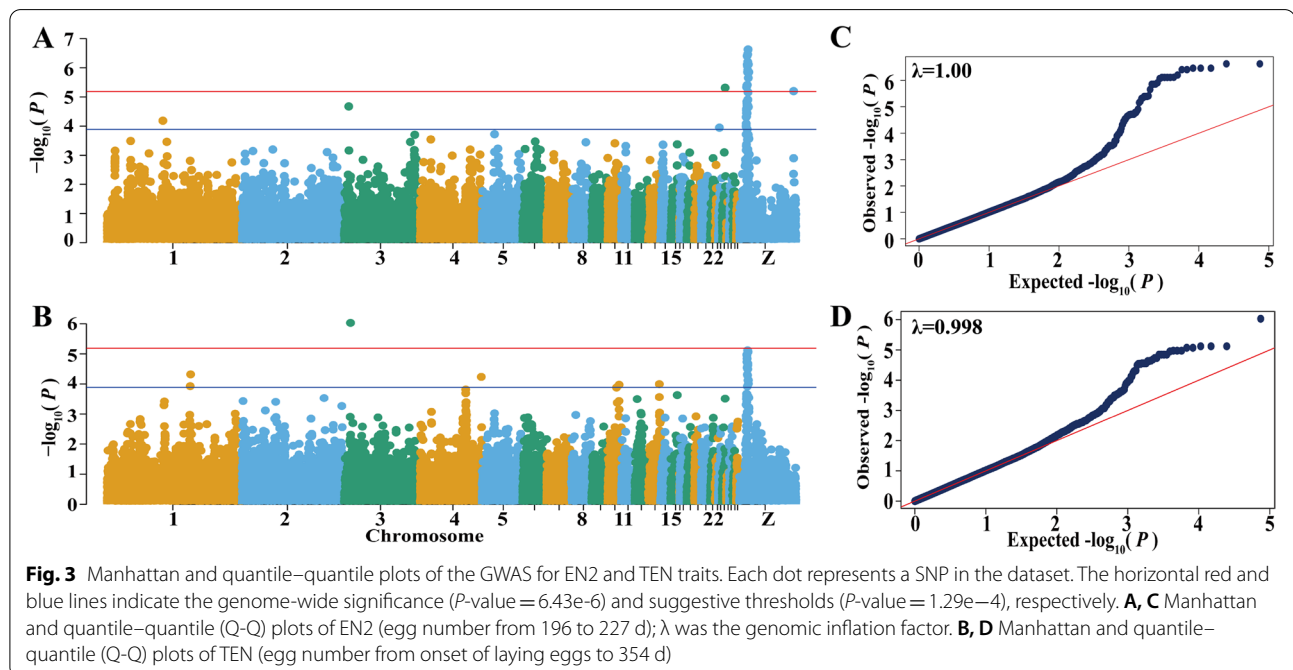 A
−log10(P)
7
6
5
4
3
2
1
0
1 2 3 4 5 8 11 15 22 Z
C
λ=1.00
Observed -log10(P)
6
5
4
3
2
1
0
0 1 2 3 4 5
Expected -log10(P)
B
−log10(P)
6
5
4
3
2
1
0
1 2 3 4 5 8 11 15 22 Z
Chromosome
D
λ=0.998
Observed -log10(P)
6
5
4
3
2
1
0
0 1 2 3 4 5
Expected -log10(P)
Fig. 3 Manhattan and quantile–quantile plots of the GWAS for EN2 and TEN traits. Each dot represents a SNP in the dataset. The horizontal red and
blue lines indicate the genome-wide significance (P-value = 6.43e-6) and suggestive thresholds (P-value = 1.29e−4), respectively. A, C Manhattan
and quantile–quantile (Q-Q) plots of EN2 (egg number from 196 to 227 d); λ was the genomic inflation factor. B, D Manhattan and quantile–
quantile (Q-Q) plots of TEN (egg number from onset of laying eggs to 354 d)